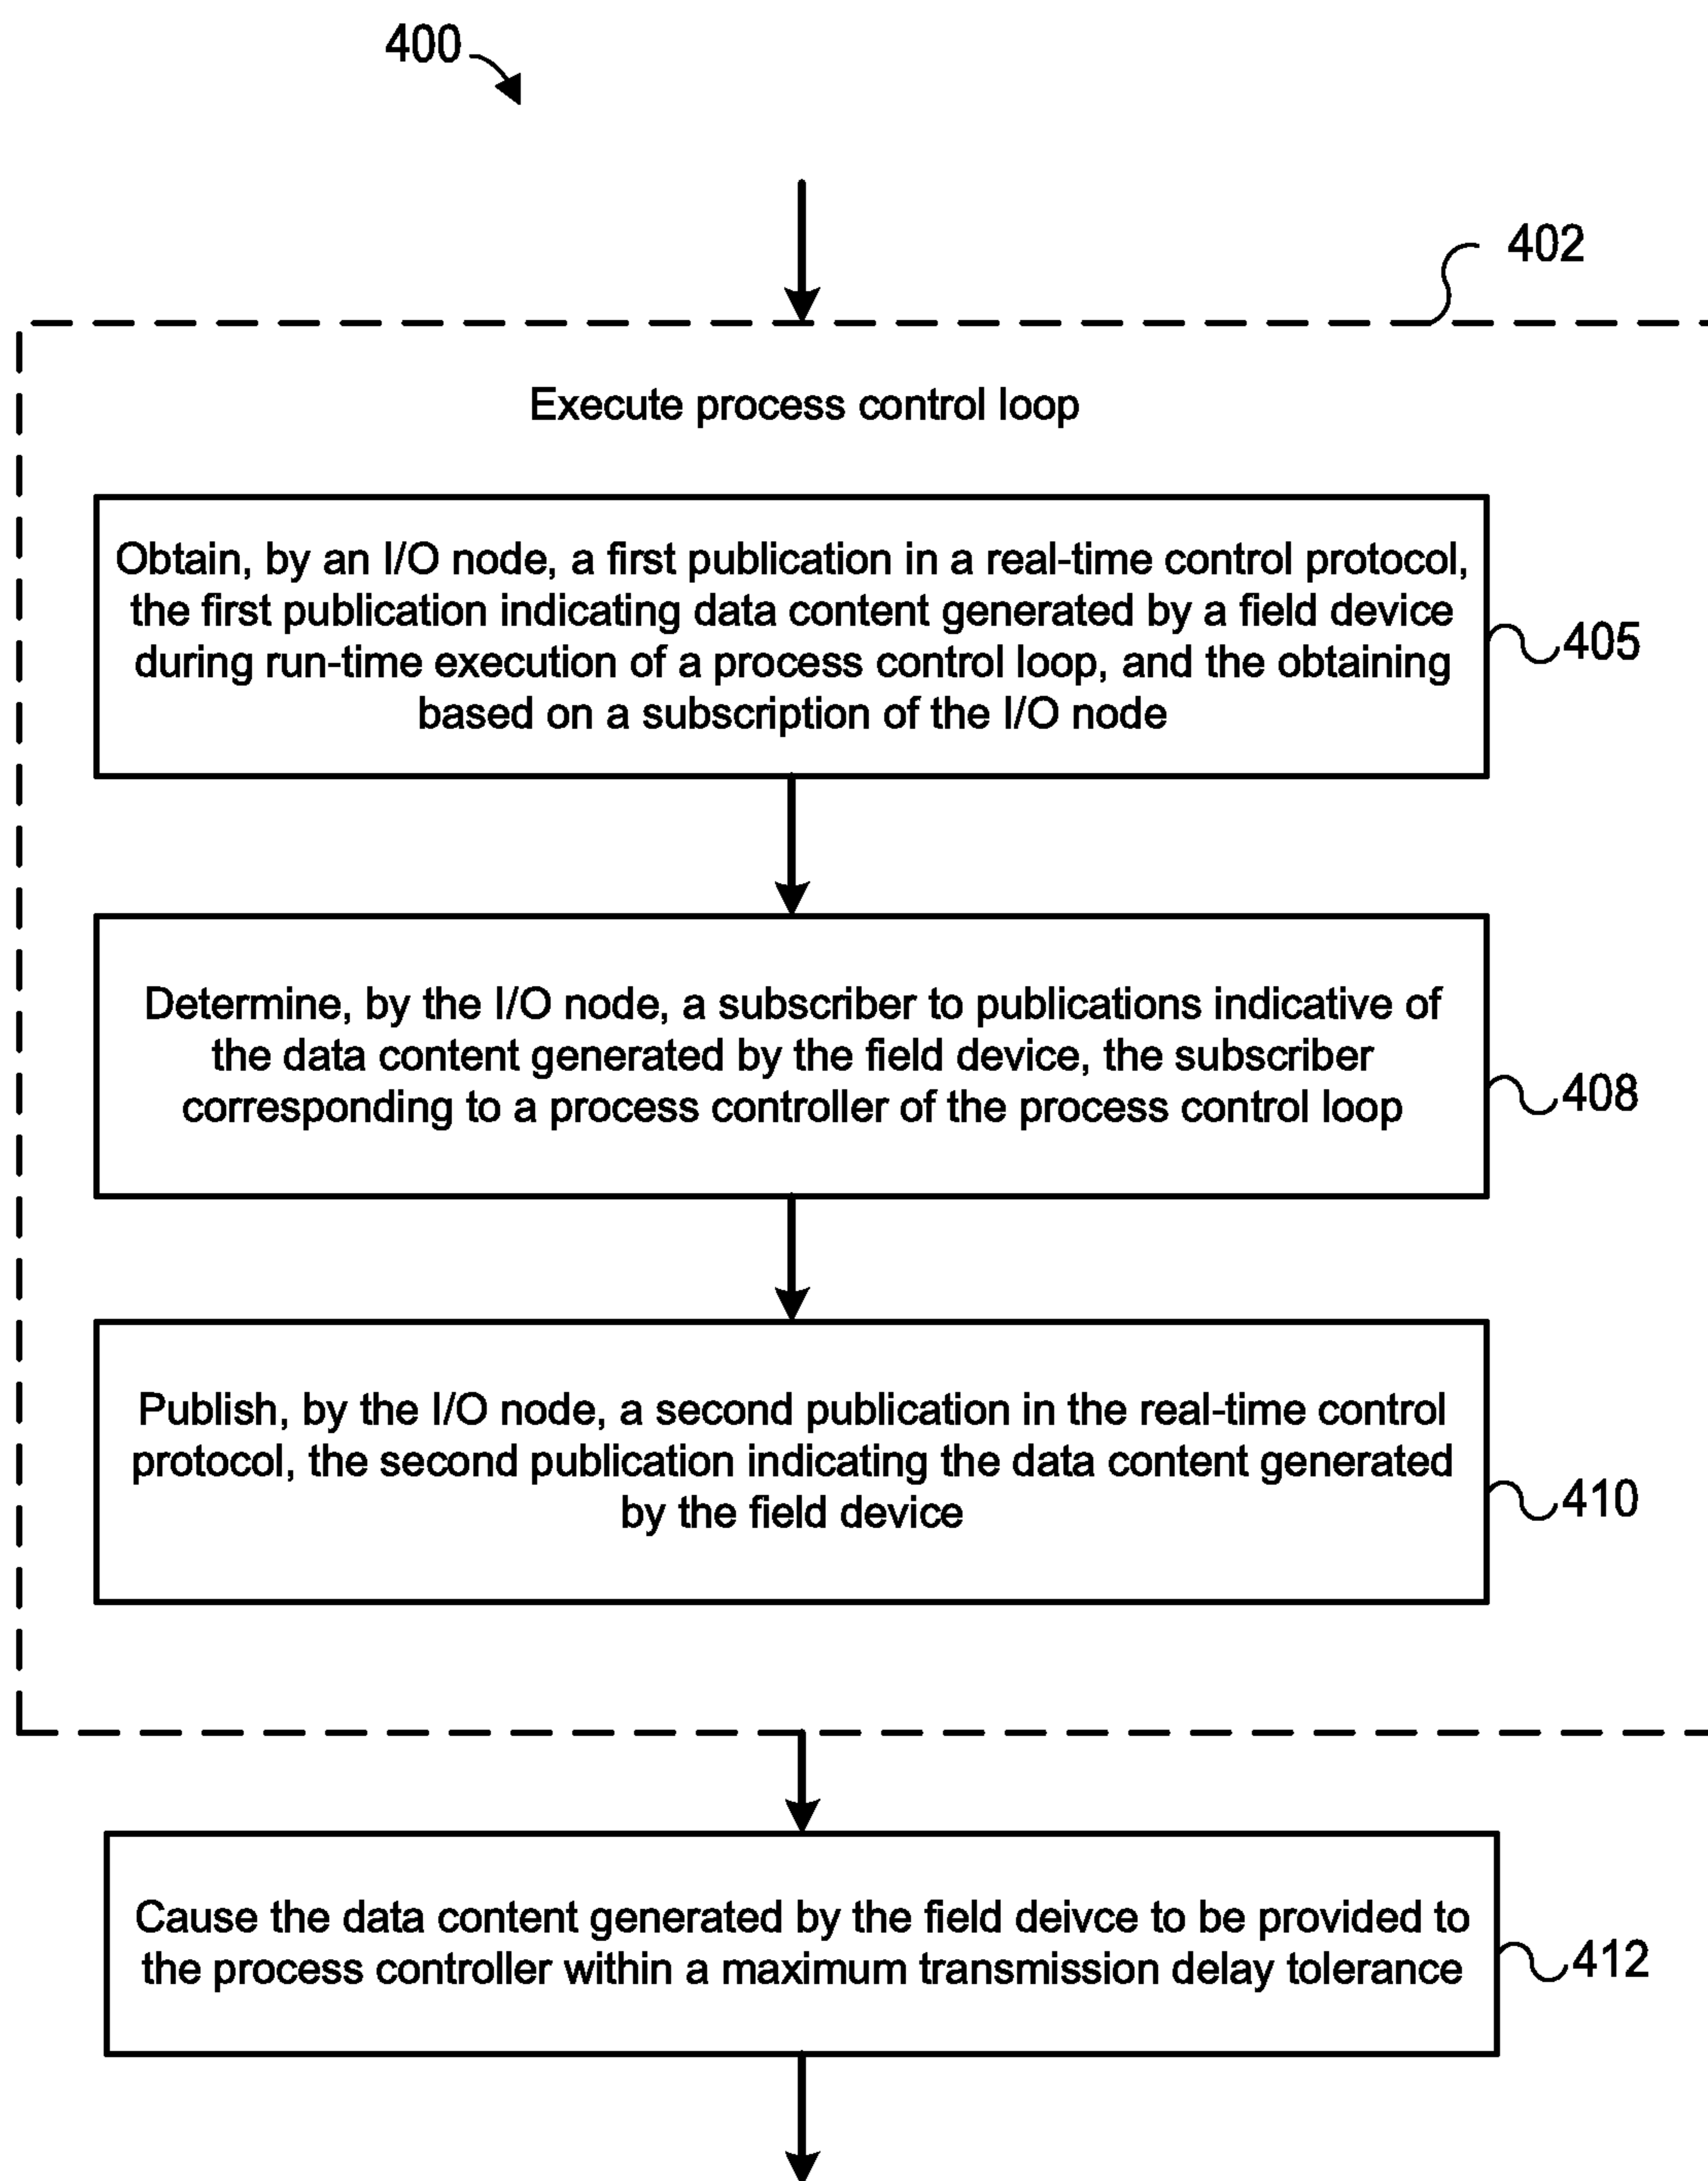 400
402
Execute process control loop
Obtain, by an I/O node, a first publication in a real-time control protocol,
the first publication indicating data content generated by a field device
during run-time execution of a process control loop, and the obtaining
based on a subscription of the I/O node
405
Determine, by the I/O node, a subscriber to publications indicative of
the data content generated by the field device, the subscriber
corresponding to a process controller of the process control loop
408
Publish, by the I/O node, a second publication in the real-time control
protocol, the second publication indicating the data content generated
by the field device
410
Cause the data content generated by the field deivce to be provided to
the process controller within a maximum transmission delay tolerance
412